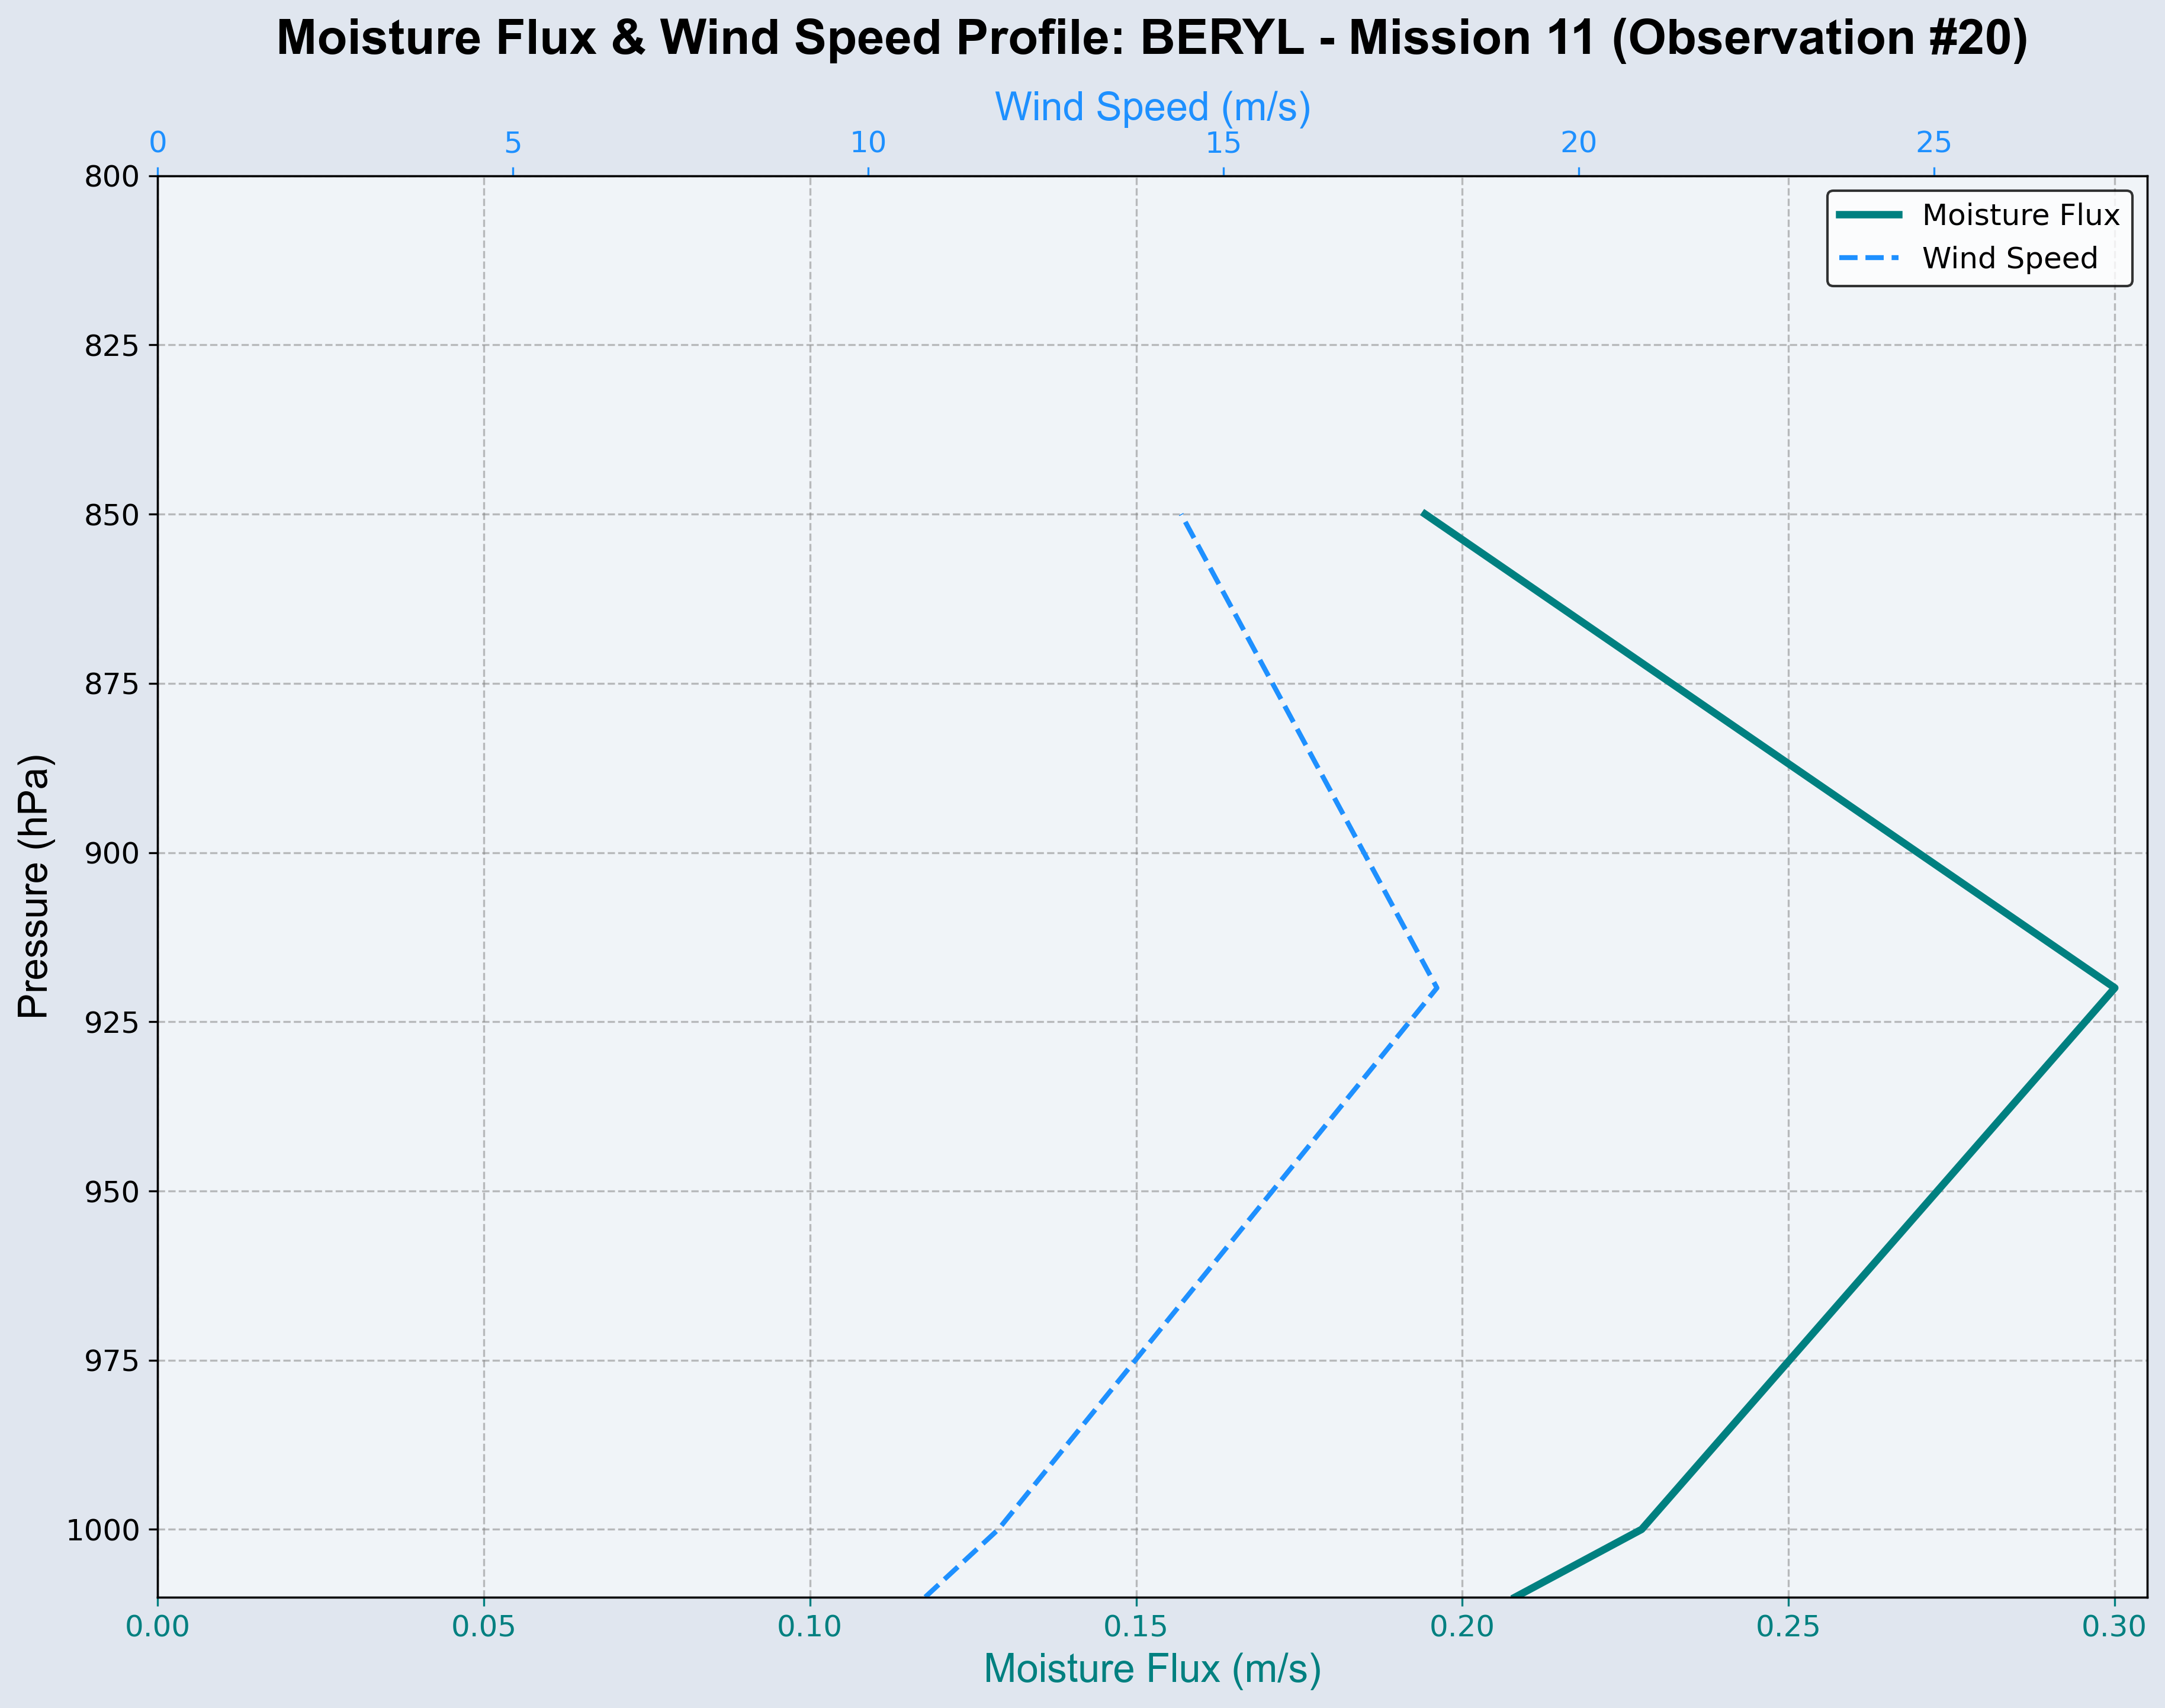 Moisture Flux & Wind Speed Profile: BERYL - Mission 11 (Observation #20)
Wind Speed (m/s)
0 5 10 15 20 25
Moisture Flux
Wind Speed
800
825
850
875
900
925
950
975
1000
Pressure (hPa)
0.00 0.05 0.10 0.15 0.20 0.25 0.30
Moisture Flux (m/s)